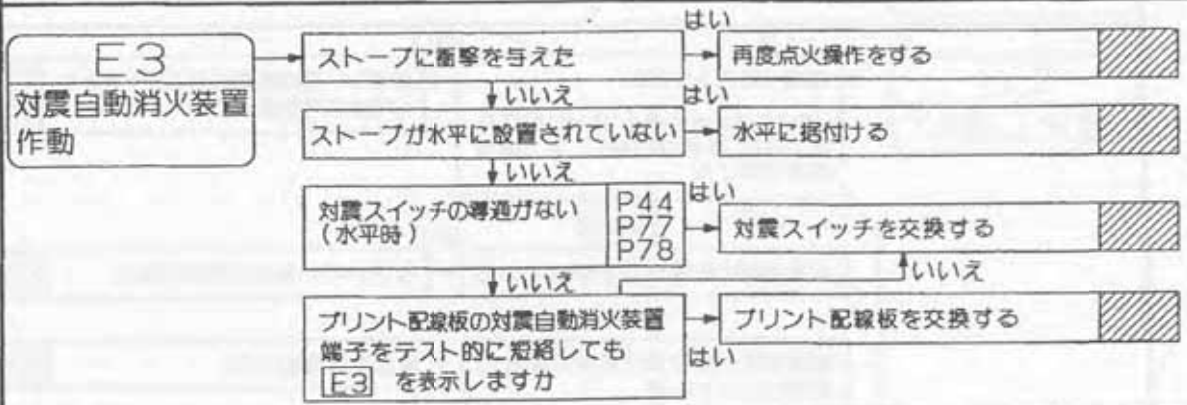 E3
対震自動消火装置
作動
ストーブに衝撃を与えた
はい
再度点火操作をする
いいえ
ストーブが水平に設置されていない
はい
水平に据付ける
いいえ
対震スイッチの導通がない
(水平時)
P44
P77
P78
はい
対震スイッチを交換する
いいえ
いいえ
プリント配線板の対震自動消火装置
端子をテスト的に短絡しても
E3 を表示しますか
はい
プリント配線板を交換する